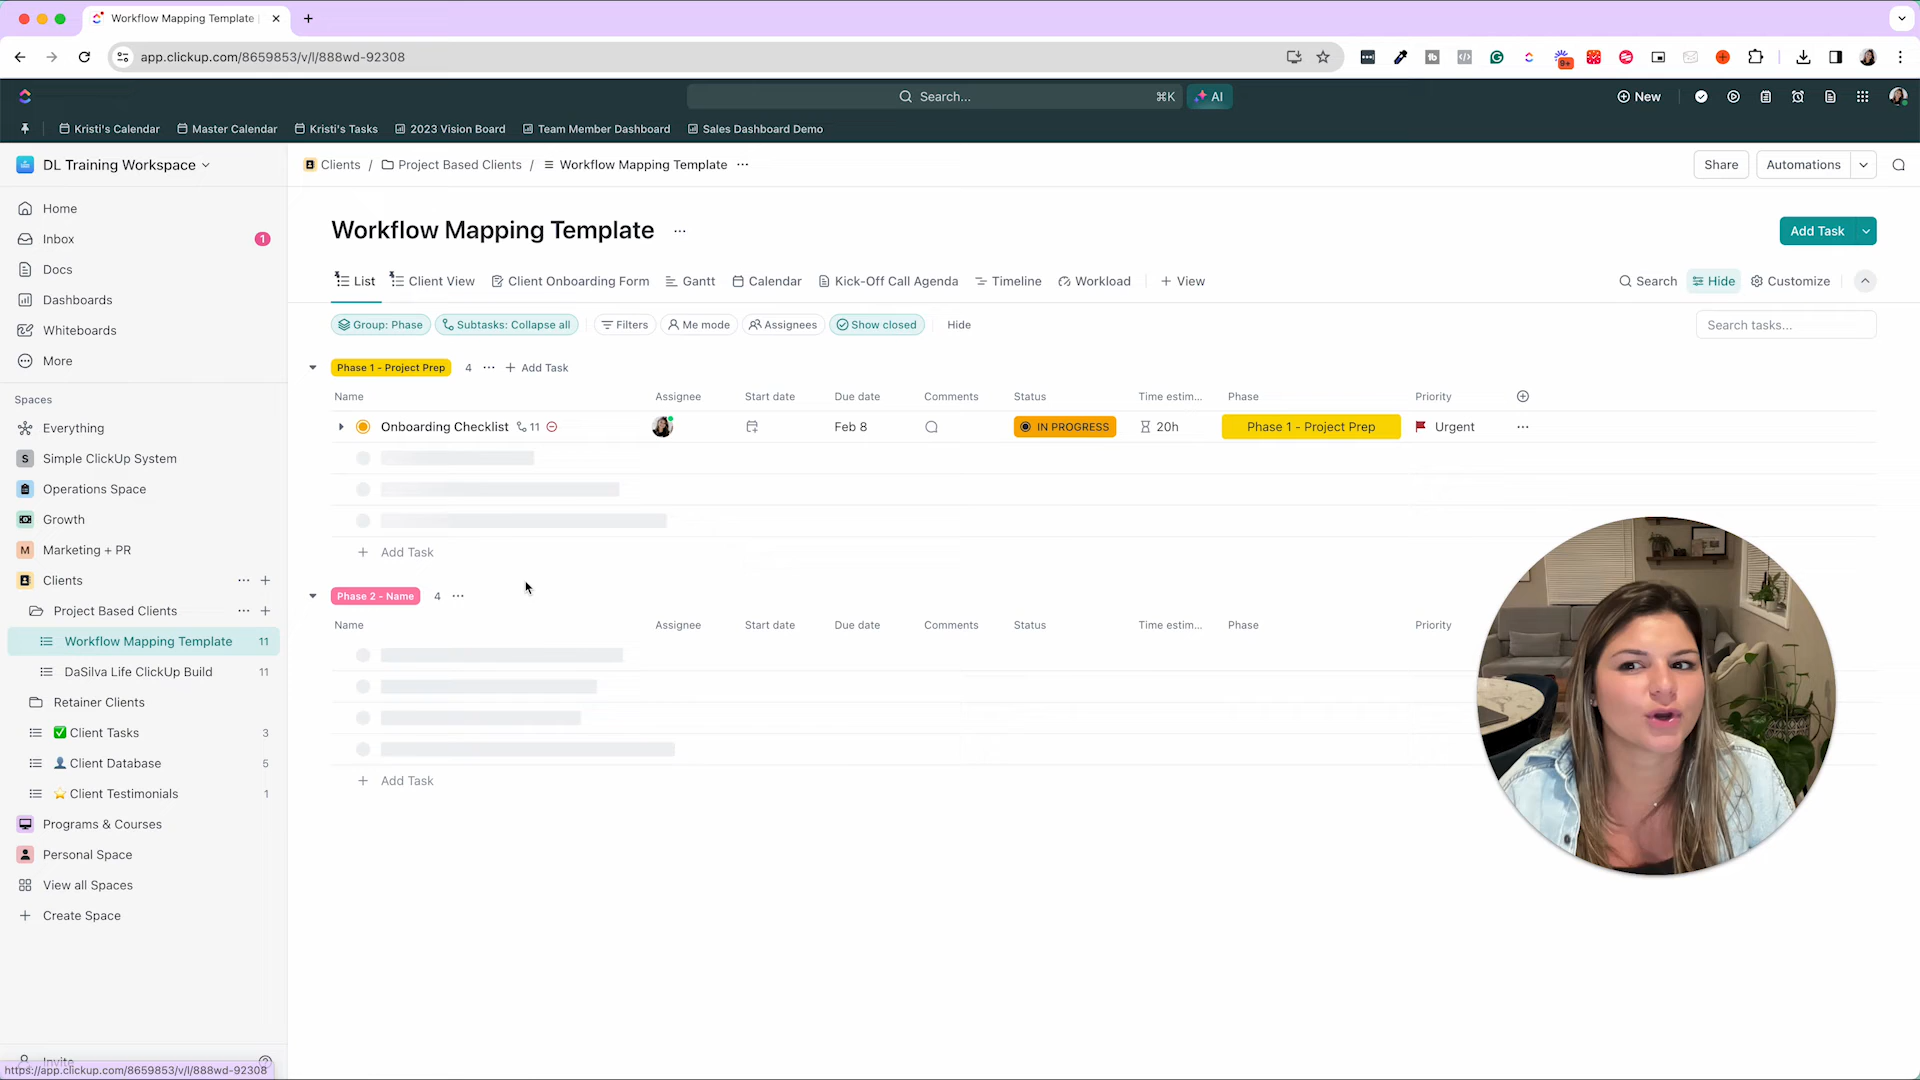 Workflow Mapping Template |
app.clickup.com/8659853/v/l/888wd-92308
9+
Search...
⌘K
AI
New
Kristi's Calendar
Master Calendar
Kristi's Tasks
2023 Vision Board
Team Member Dashboard
Sales Dashboard Demo
DL Training Workspace
Clients / Project Based Clients / Workflow Mapping Template ...
Share
Automations
Home
Inbox 1
Docs
Dashboards
Whiteboards
More
Spaces
Everything
S Simple ClickUp System
Operations Space
Growth
M Marketing + PR
Clients ... +
Project Based Clients ... +
Workflow Mapping Template 11
DaSilva Life ClickUp Build 11
Retainer Clients
Client Tasks 3
Client Database 5
Client Testimonials 1
Programs & Courses
Personal Space
View all Spaces
+ Create Space
Invite
https://app.clickup.com/8659853/v/l/888wd-92308
Workflow Mapping Template ...
Add Task
List
Client View
Client Onboarding Form
Gantt
Calendar
Kick-Off Call Agenda
Timeline
Workload
+ View
Search
Hide
Customize
Group: Phase
Subtasks: Collapse all
Filters
Me mode
Assignees
Show closed
Hide
Search tasks...
Phase 1 - Project Prep 4 ... + Add Task
Name Assignee Start date Due date Comments Status Time estim... Phase Priority
Onboarding Checklist 11 Feb 8 IN PROGRESS 20h Phase 1 - Project Prep Urgent ...
+ Add Task
Phase 2 - Name 4 ...
Name Assignee Start date Due date Comments Status Time estim... Phase Priority
+ Add Task